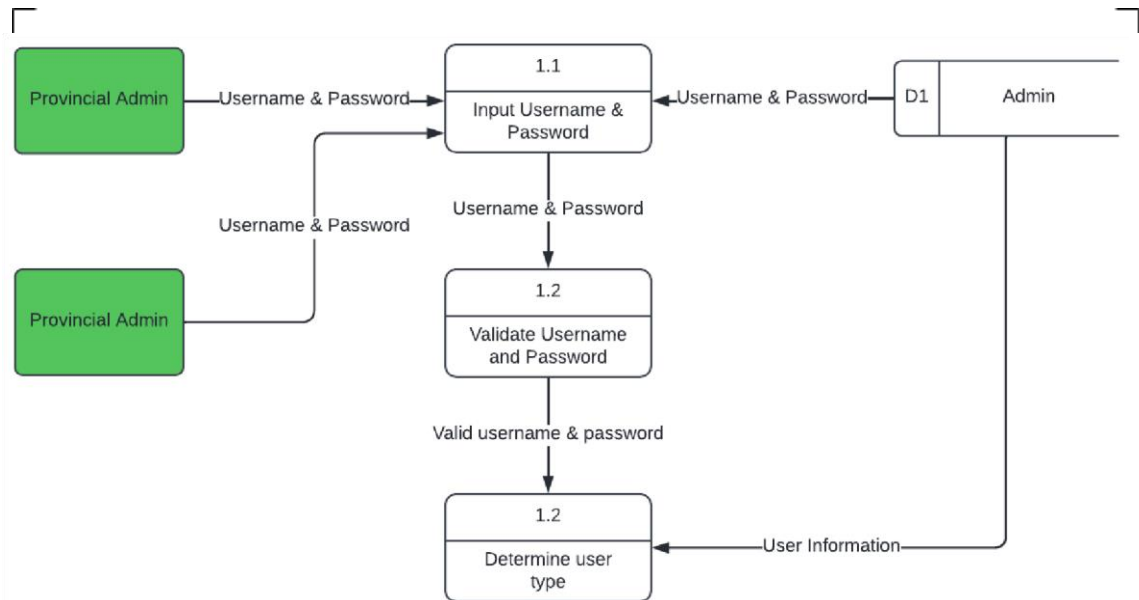 1.1
Provincial Admin
Username & Password
Input Username &
Password
Username & Password
D1
Admin
Username & Password
Username & Password
1.2
Provincial Admin
Validate Username
and Password
Valid username & password
1.2
Determine user
type
User Information